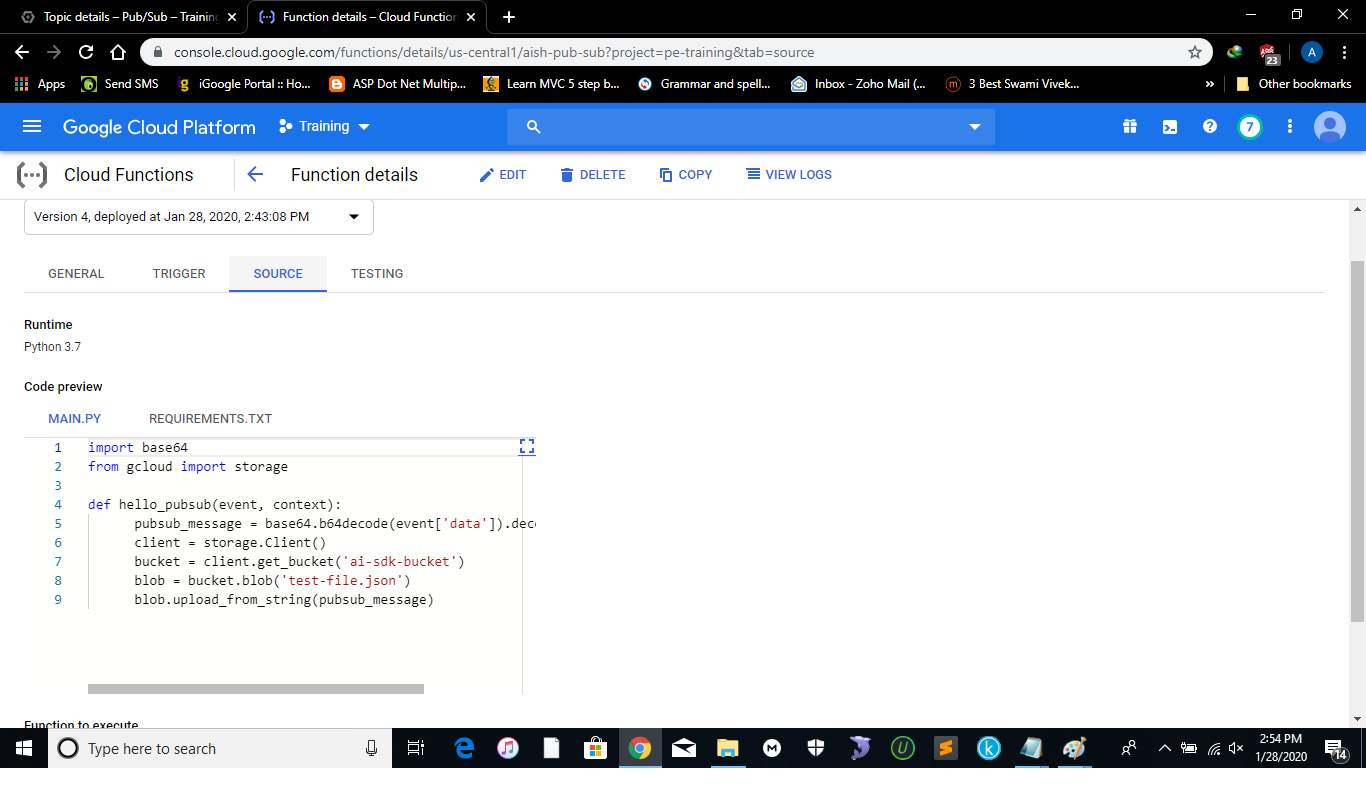 Topic details – Pub/Sub – Training
Function details – Cloud Function
console.cloud.google.com/functions/details/us-central1/aish-pub-sub?project=pe-training&tab=source
23
A
Apps
Send SMS
iGoogle Portal :: Ho...
ASP Dot Net Multip...
Learn MVC 5 step b...
Grammar and spell...
Inbox - Zoho Mail (...
3 Best Swami Vivek...
»
Other bookmarks
Google Cloud Platform
Training
7
Cloud Functions
Function details
EDIT
DELETE
COPY
VIEW LOGS
Version 4, deployed at Jan 28, 2020, 2:43:08 PM
GENERAL
TRIGGER
SOURCE
TESTING
Runtime
Python 3.7
Code preview
MAIN.PY
REQUIREMENTS.TXT
1 import base64
2 from gcloud import storage
3
4 def hello_pubsub(event, context):
5 pubsub_message = base64.b64decode(event['data']).dec
6 client = storage.Client()
7 bucket = client.get_bucket('ai-sdk-bucket')
8 blob = bucket.blob('test-file.json')
9 blob.upload_from_string(pubsub_message)
Function to execute
Type here to search
2:54 PM
1/28/2020
14